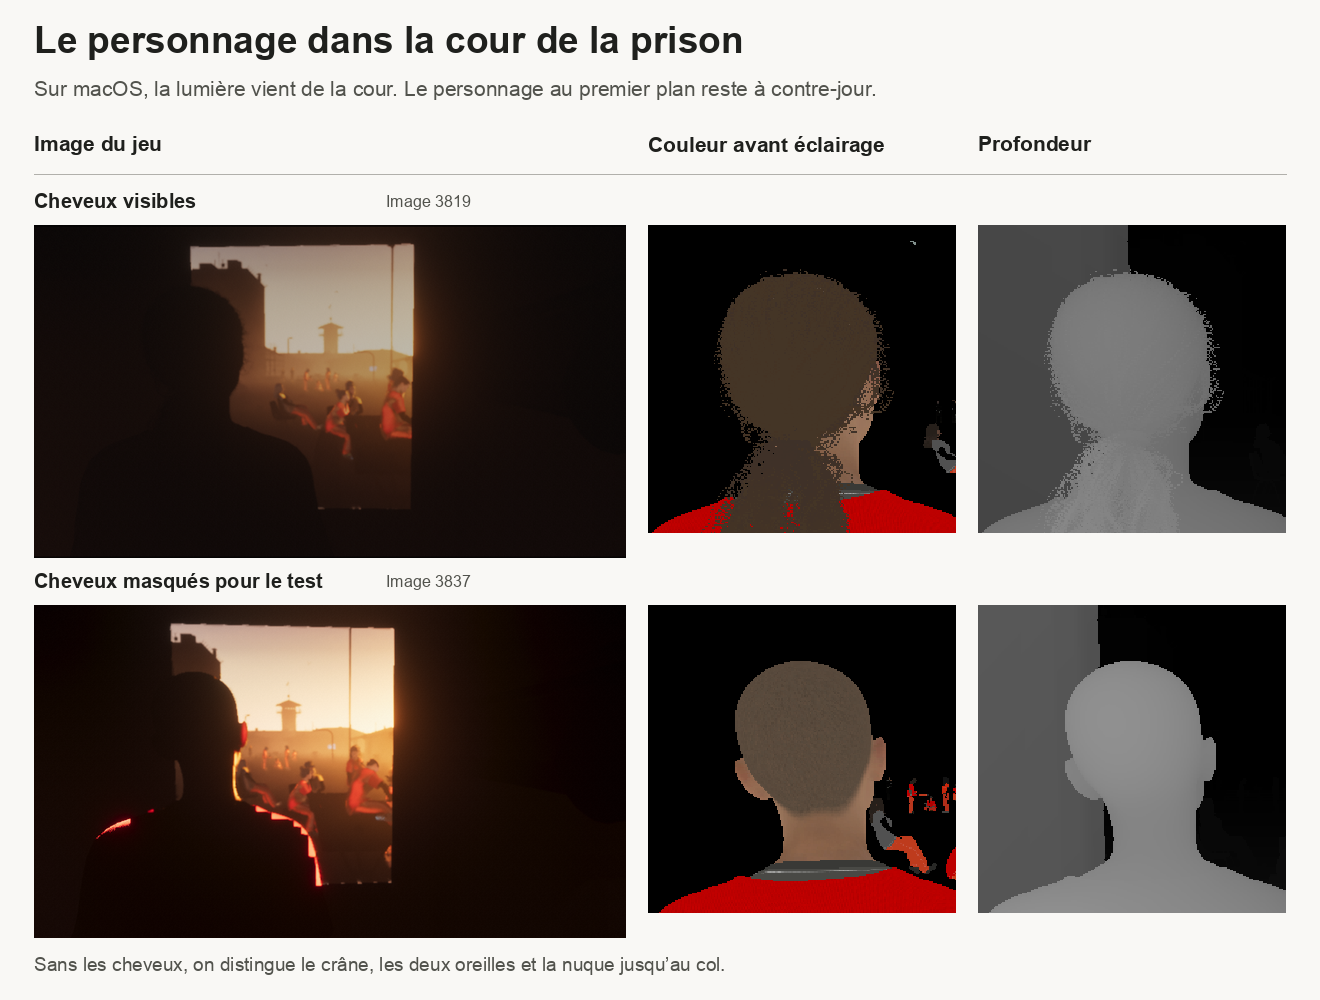 Le personnage dans la cour de la prison
Sur macOS, la lumière vient de la cour. Le personnage au premier plan reste à contre-jour.
Image du jeu
Couleur avant éclairage
Profondeur
Cheveux visibles
Image 3819
Cheveux masqués pour le test
Image 3837
Sans les cheveux, on distingue le crâne, les deux oreilles et la nuque jusqu’au col.